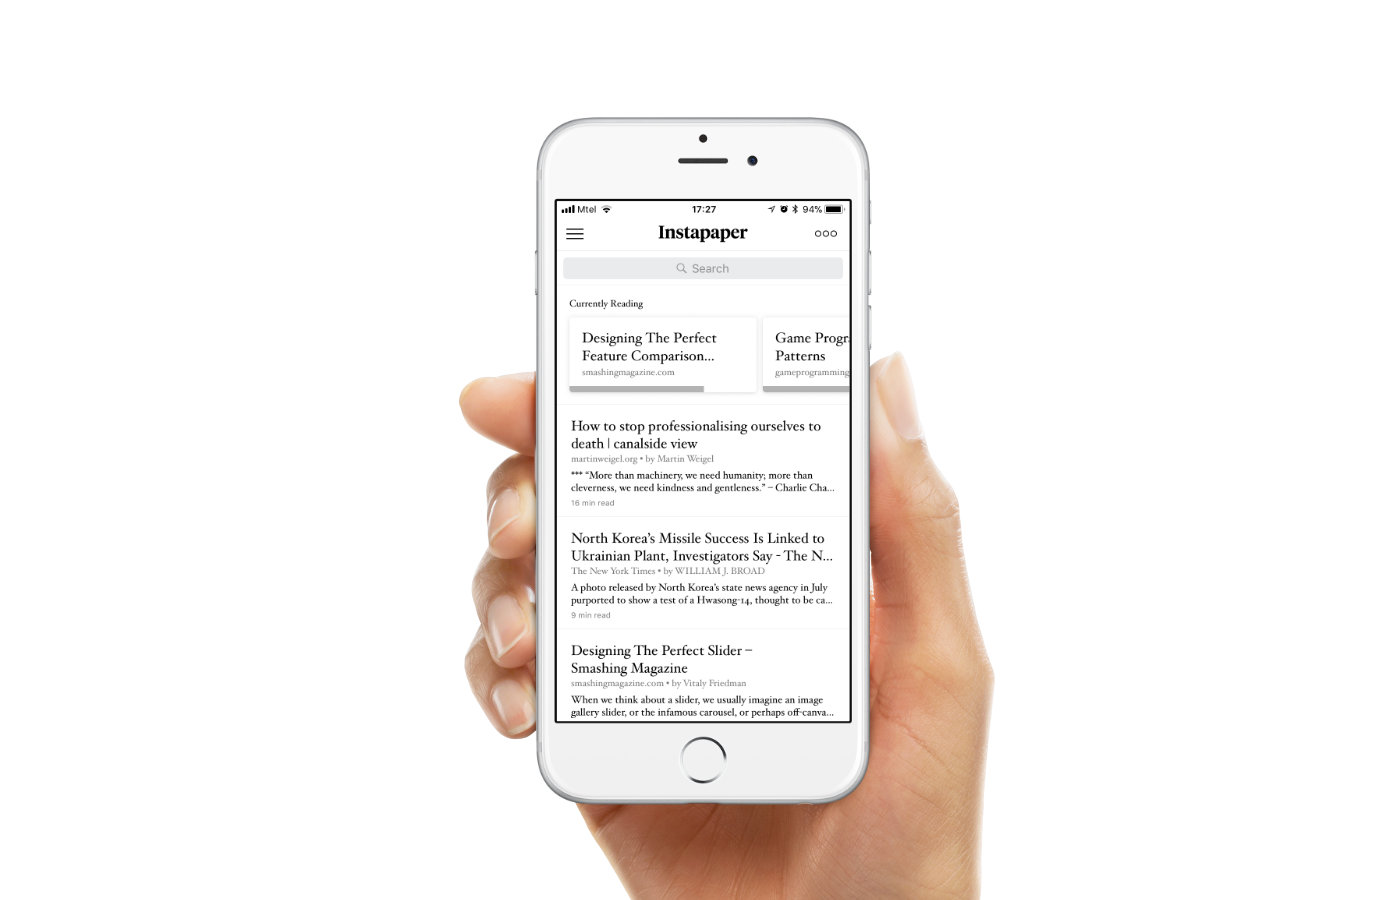 Mtel 17:27 94%
Instapaper
Search
Currently Reading
Designing The Perfect
Feature Comparison...
smashingmagazine.com
Game Progr
Patterns
gameprogramming
How to stop professionalising ourselves to
death | canalside view
martinweigel.org • by Martin Weigel
*** “More than machinery, we need humanity; more than
cleverness, we need kindness and gentleness.” – Charlie Cha...
16 min read
North Korea’s Missile Success Is Linked to
Ukrainian Plant, Investigators Say - The N...
The New York Times • by WILLIAM J. BROAD
A photo released by North Korea’s state news agency in July
purported to show a test of a Hwasong-14, thought to be ca...
9 min read
Designing The Perfect Slider –
Smashing Magazine
smashingmagazine.com • by Vitaly Friedman
When we think about a slider, we usually imagine an image
gallery slider, or the infamous carousel, or perhaps off-canva...